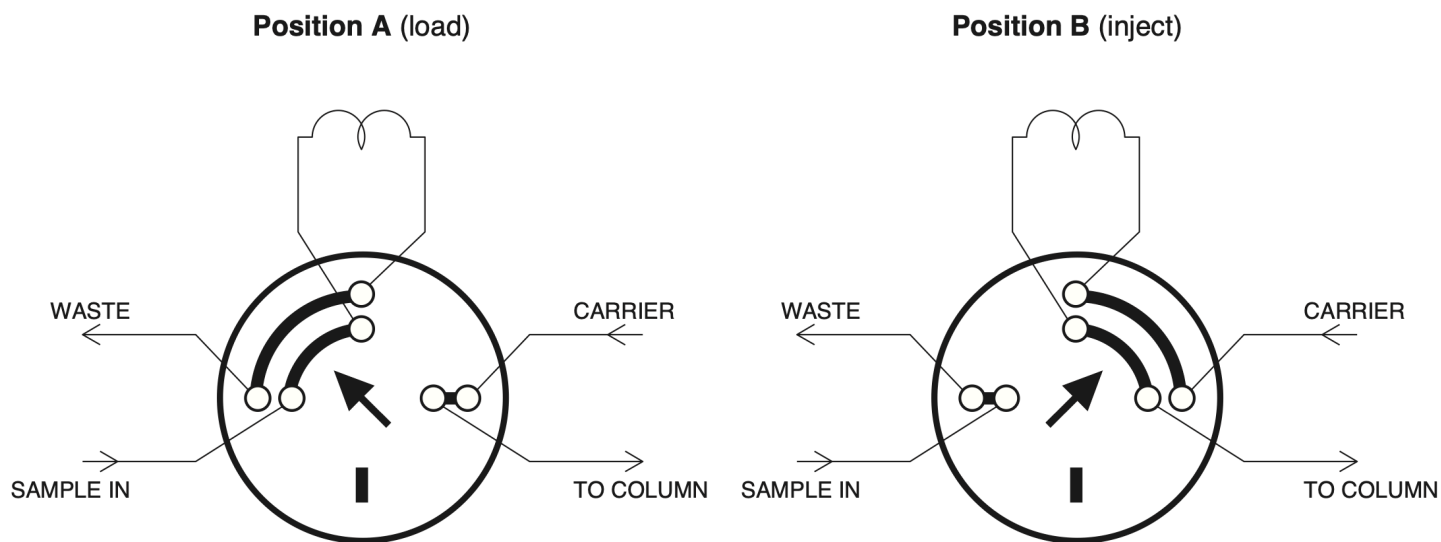 Position A (load)
Position B (inject)
WASTE
CARRIER
WASTE
CARRIER
SAMPLE IN
TO COLUMN
SAMPLE IN
TO COLUMN